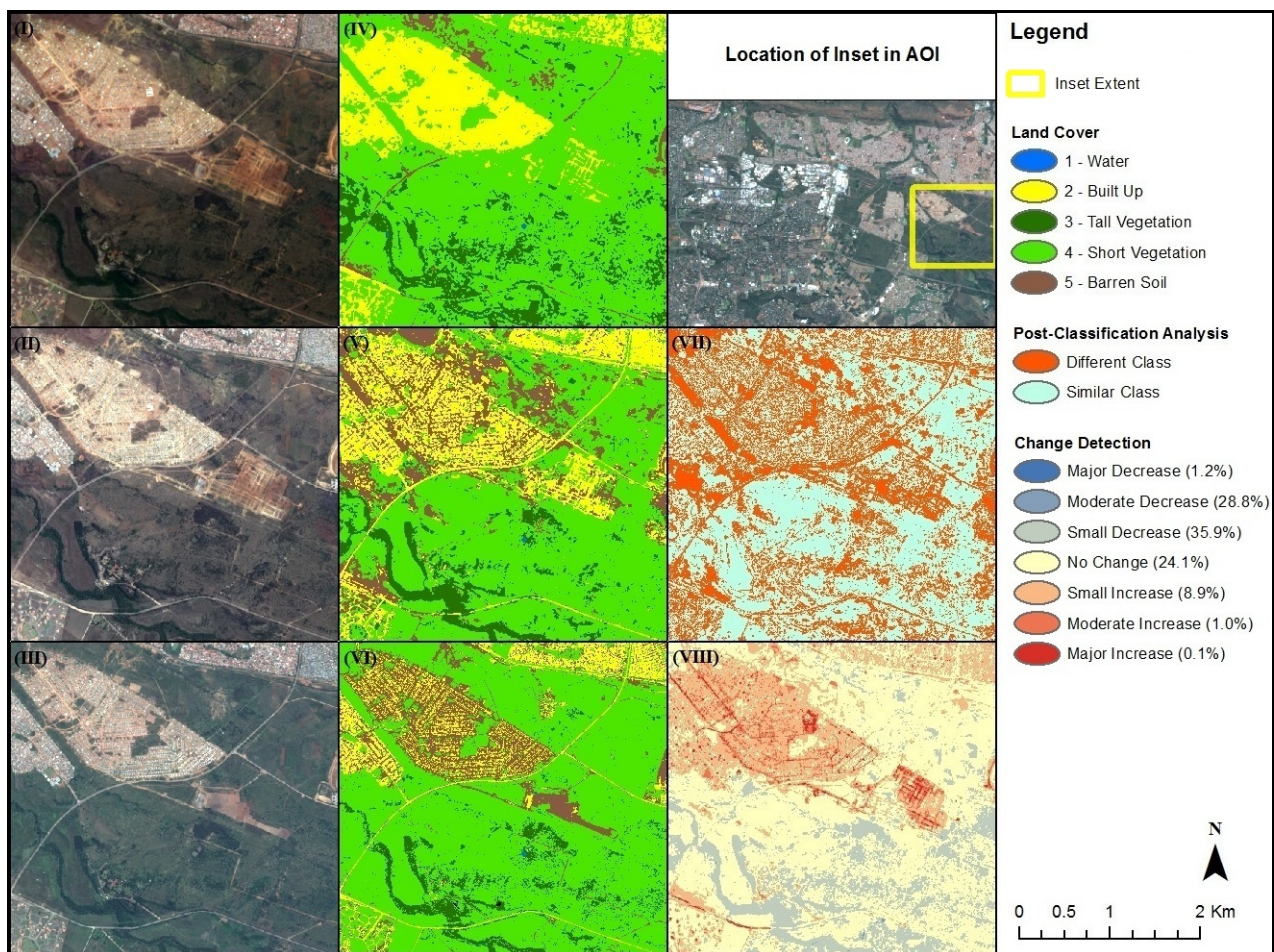 (I)
(IV)
Location of Inset in AOI
(II)
(V)
(VII)
(III)
(VI)
(VIII)
Legend
Inset Extent
Land Cover
1 - Water
2 - Built Up
3 - Tall Vegetation
4 - Short Vegetation
5 - Barren Soil
Post-Classification Analysis
Different Class
Similar Class
Change Detection
Major Decrease (1.2%)
Moderate Decrease (28.8%)
Small Decrease (35.9%)
No Change (24.1%)
Small Increase (8.9%)
Moderate Increase (1.0%)
Major Increase (0.1%)
N
0 0.5 1 2 Km